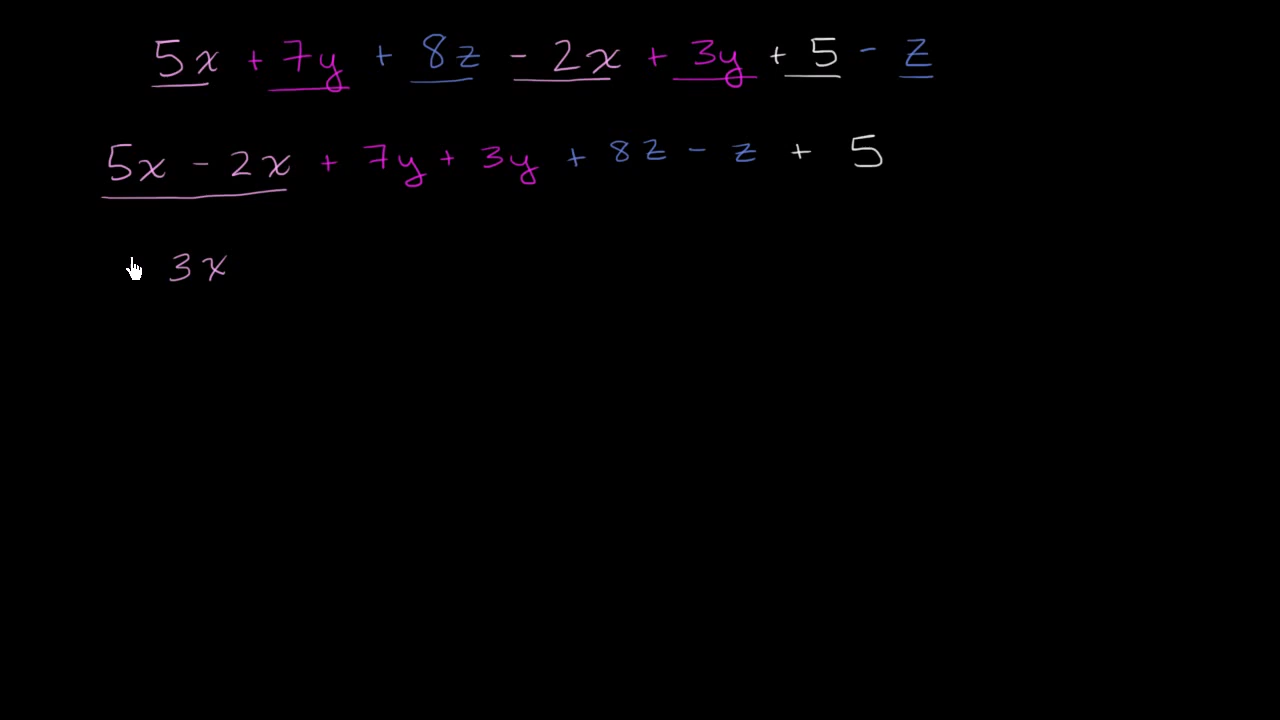 5x + 7y + 8z - 2x + 3y + 5 - z
5x - 2x + 7y + 3y + 8z - z + 5
3x